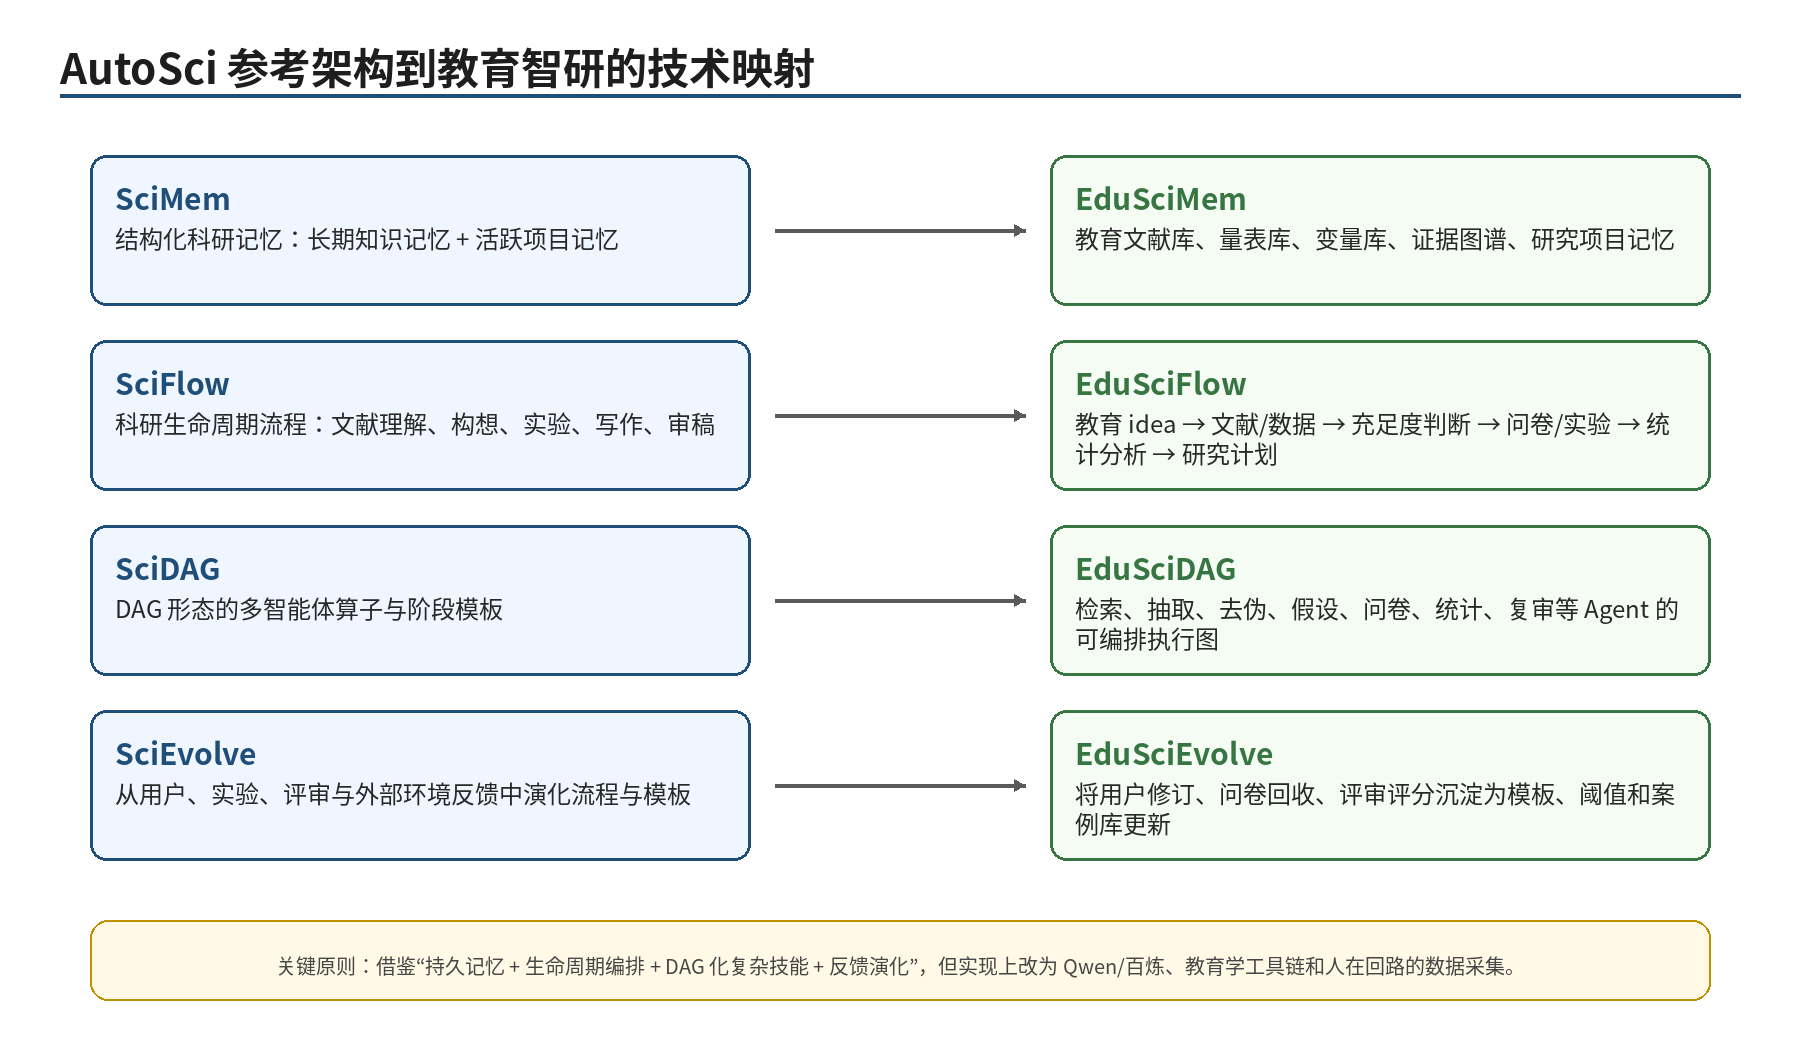 AutoSci 参考架构到教育智研的技术映射
SciMem
结构化科研记忆：长期知识记忆 + 活跃项目记忆
EduSciMem
教育文献库、量表库、变量库、证据图谱、研究项目记忆
SciFlow
科研生命周期流程：文献理解、构想、实验、写作、审稿
EduSciFlow
教育 idea → 文献/数据 → 充足度判断 → 问卷/实验 → 统
计分析 → 研究计划
SciDAG
DAG 形态的多智能体算子与阶段模板
EduSciDAG
检索、抽取、去伪、假设、问卷、统计、复审等 Agent 的
可编排执行图
SciEvolve
从用户、实验、评审与外部环境反馈中演化流程与模板
EduSciEvolve
将用户修订、问卷回收、评审评分沉淀为模板、阈值和案
例库更新
关键原则：借鉴“持久记忆 + 生命周期编排 + DAG 化复杂技能 + 反馈演化”，但实现上改为 Qwen/百炼、教育学工具链和人在回路的数据采集。